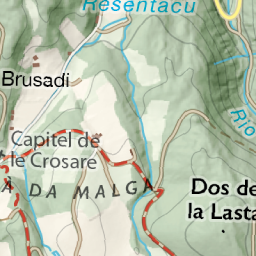 Resentacu
Brusadi
Rio
Capitel de
le Crosare
A DA MALGA
Dos de
la Lasta